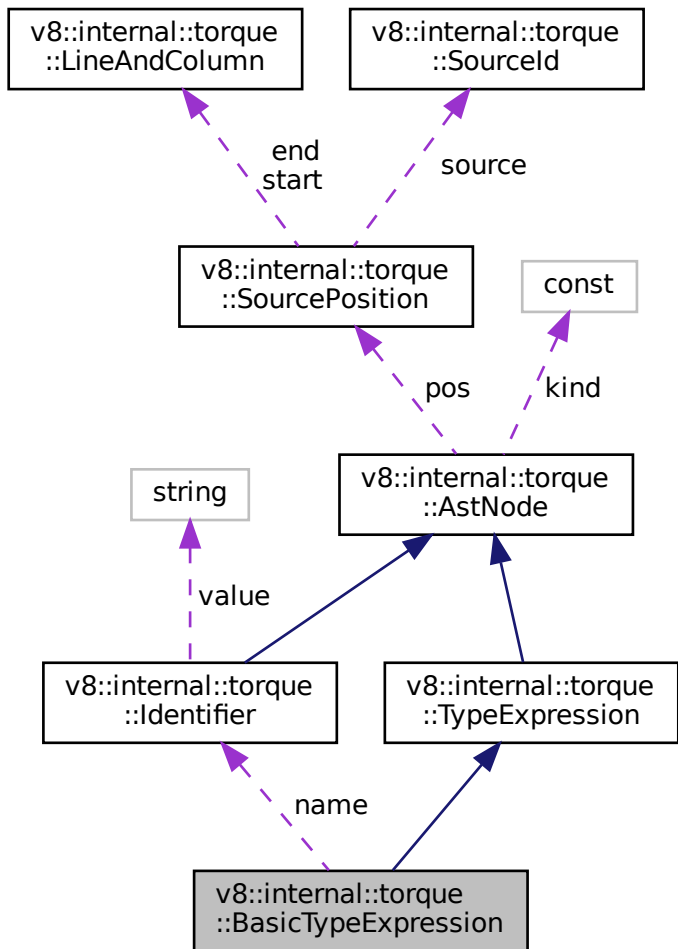 v8::internal::torque
::LineAndColumn
v8::internal::torque
::SourceId
end
start
source
v8::internal::torque
::SourcePosition
const
pos
kind
v8::internal::torque
::AstNode
string
value
v8::internal::torque
::Identifier
v8::internal::torque
::TypeExpression
name
v8::internal::torque
::BasicTypeExpression